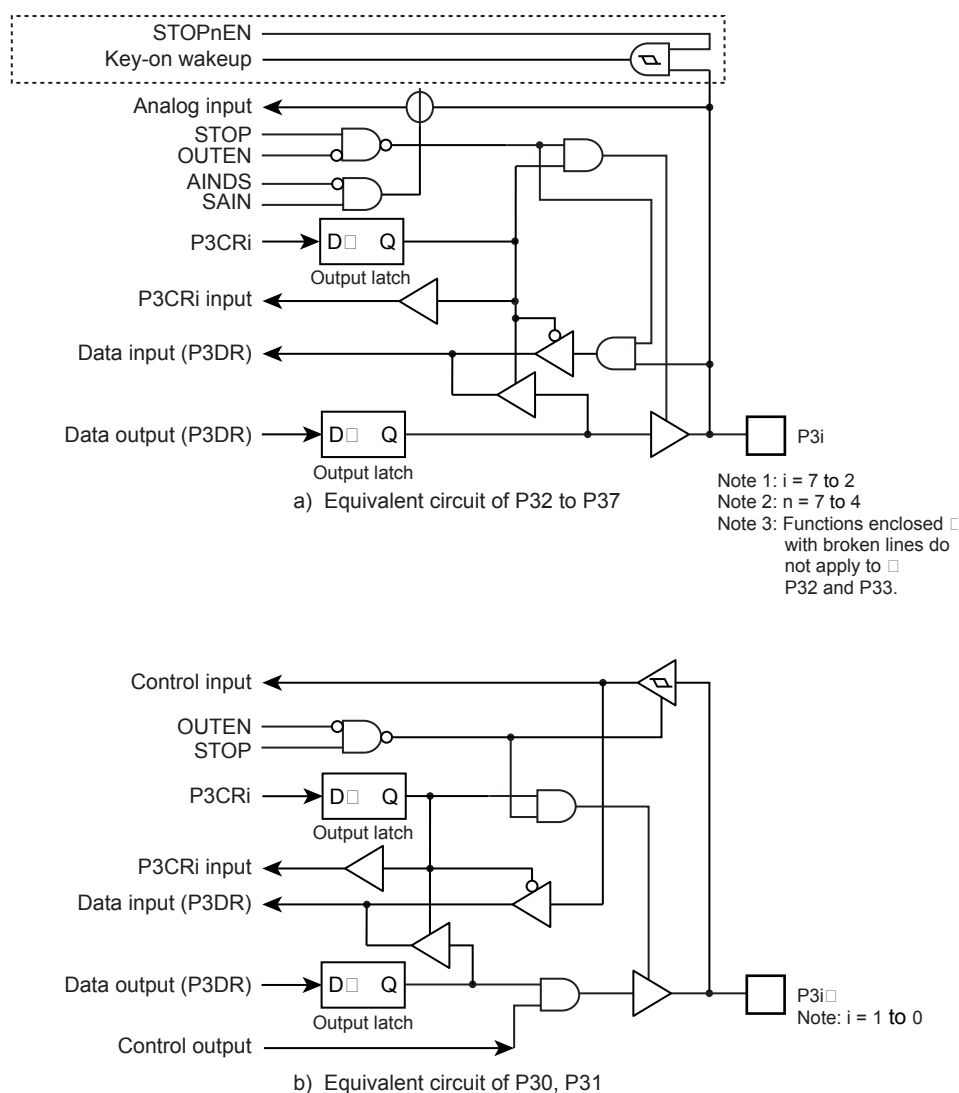 STOPnEN
Key-on wakeup
Analog input
STOP
OUTEN
AINDS
SAIN
P3CRi
D□ Q
Output latch
P3CRi input
Data input (P3DR)
Data output (P3DR)
D□ Q
Output latch
P3i
a) Equivalent circuit of P32 to P37
Note 1: i = 7 to 2
Note 2: n = 7 to 4
Note 3: Functions enclosed □
with broken lines do
not apply to □
P32 and P33.
Control input
OUTEN
STOP
P3CRi
D□ Q
Output latch
P3CRi input
Data input (P3DR)
Data output (P3DR)
D□ Q
Output latch
P3i□
Note: i = 1 to 0
Control output
b) Equivalent circuit of P30, P31